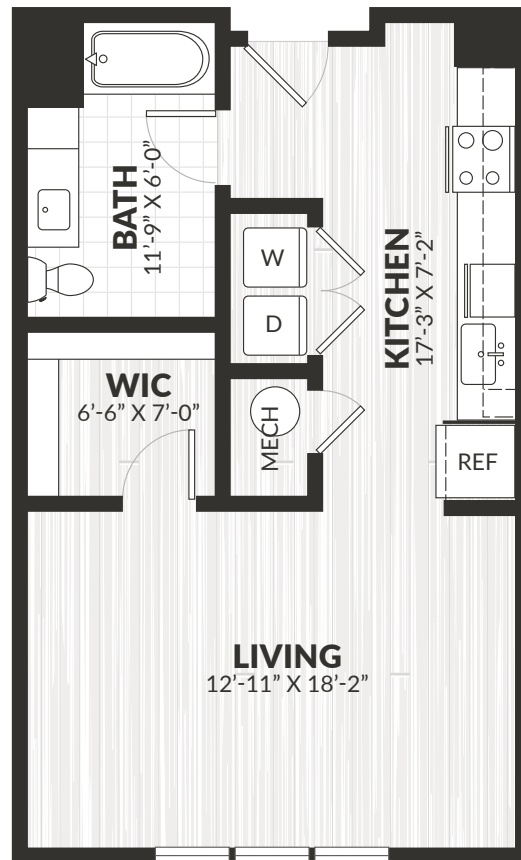 BATH
11'-9" X 6'-0"
W
D
KITCHEN
17'-3" X 7'-2"
WIC
6'-6" X 7'-0"
MECH
REF
LIVING
12'-11" X 18'-2"